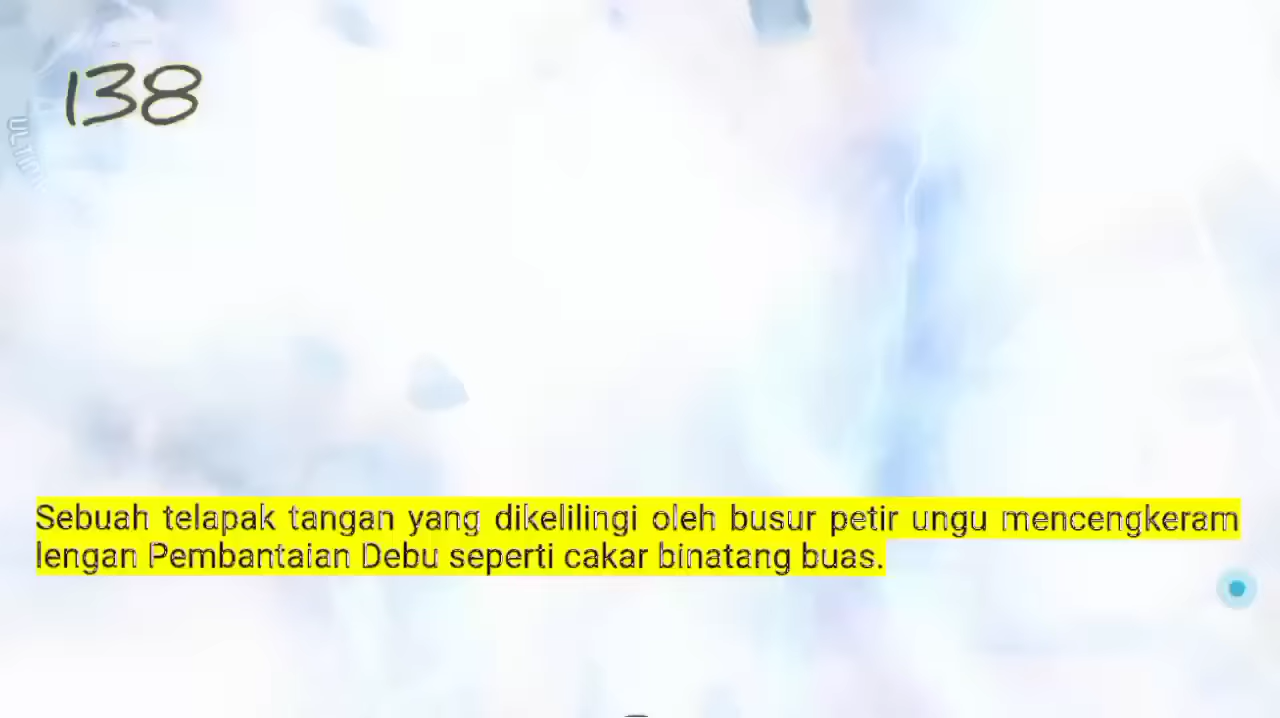 138
Sebuah telapak tangan yang dikelilingi oleh busur petir ungu mencengkeram
lengan Pembantaian Debu seperti cakar binatang buas.